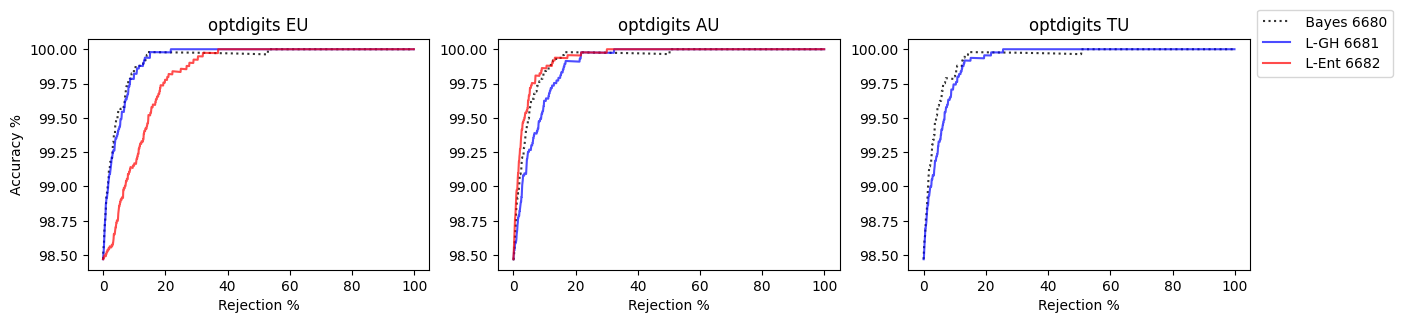 optdigits EU
optdigits AU
optdigits TU
Bayes 6680
L-GH 6681
L-Ent 6682
Accuracy %
100.00
99.75
99.50
99.25
99.00
98.75
98.50
0 20 40 60 80 100
Rejection %
100.00
99.75
99.50
99.25
99.00
98.75
98.50
0 20 40 60 80 100
Rejection %
100.00
99.75
99.50
99.25
99.00
98.75
98.50
0 20 40 60 80 100
Rejection %